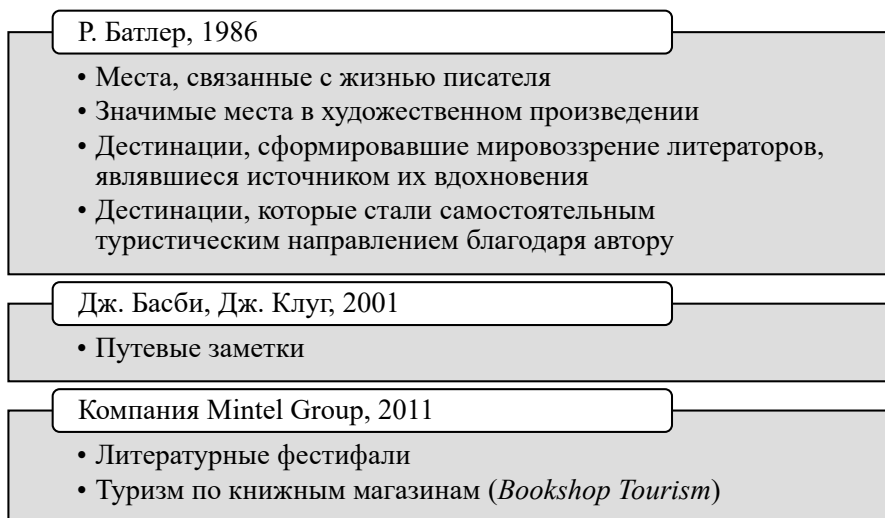 Р. Батлер, 1986
• Места, связанные с жизнью писателя
• Значимые места в художественном произведении
• Дестинации, сформировавшие мировоззрение литераторов,
являвшиеся источником их вдохновения
• Дестинации, которые стали самостоятельным
туристическим направлением благодаря автору
Дж. Басби, Дж. Клуг, 2001
• Путевые заметки
Компания Mintel Group, 2011
• Литературные фестифали
• Туризм по книжным магазинам (Bookshop Tourism)